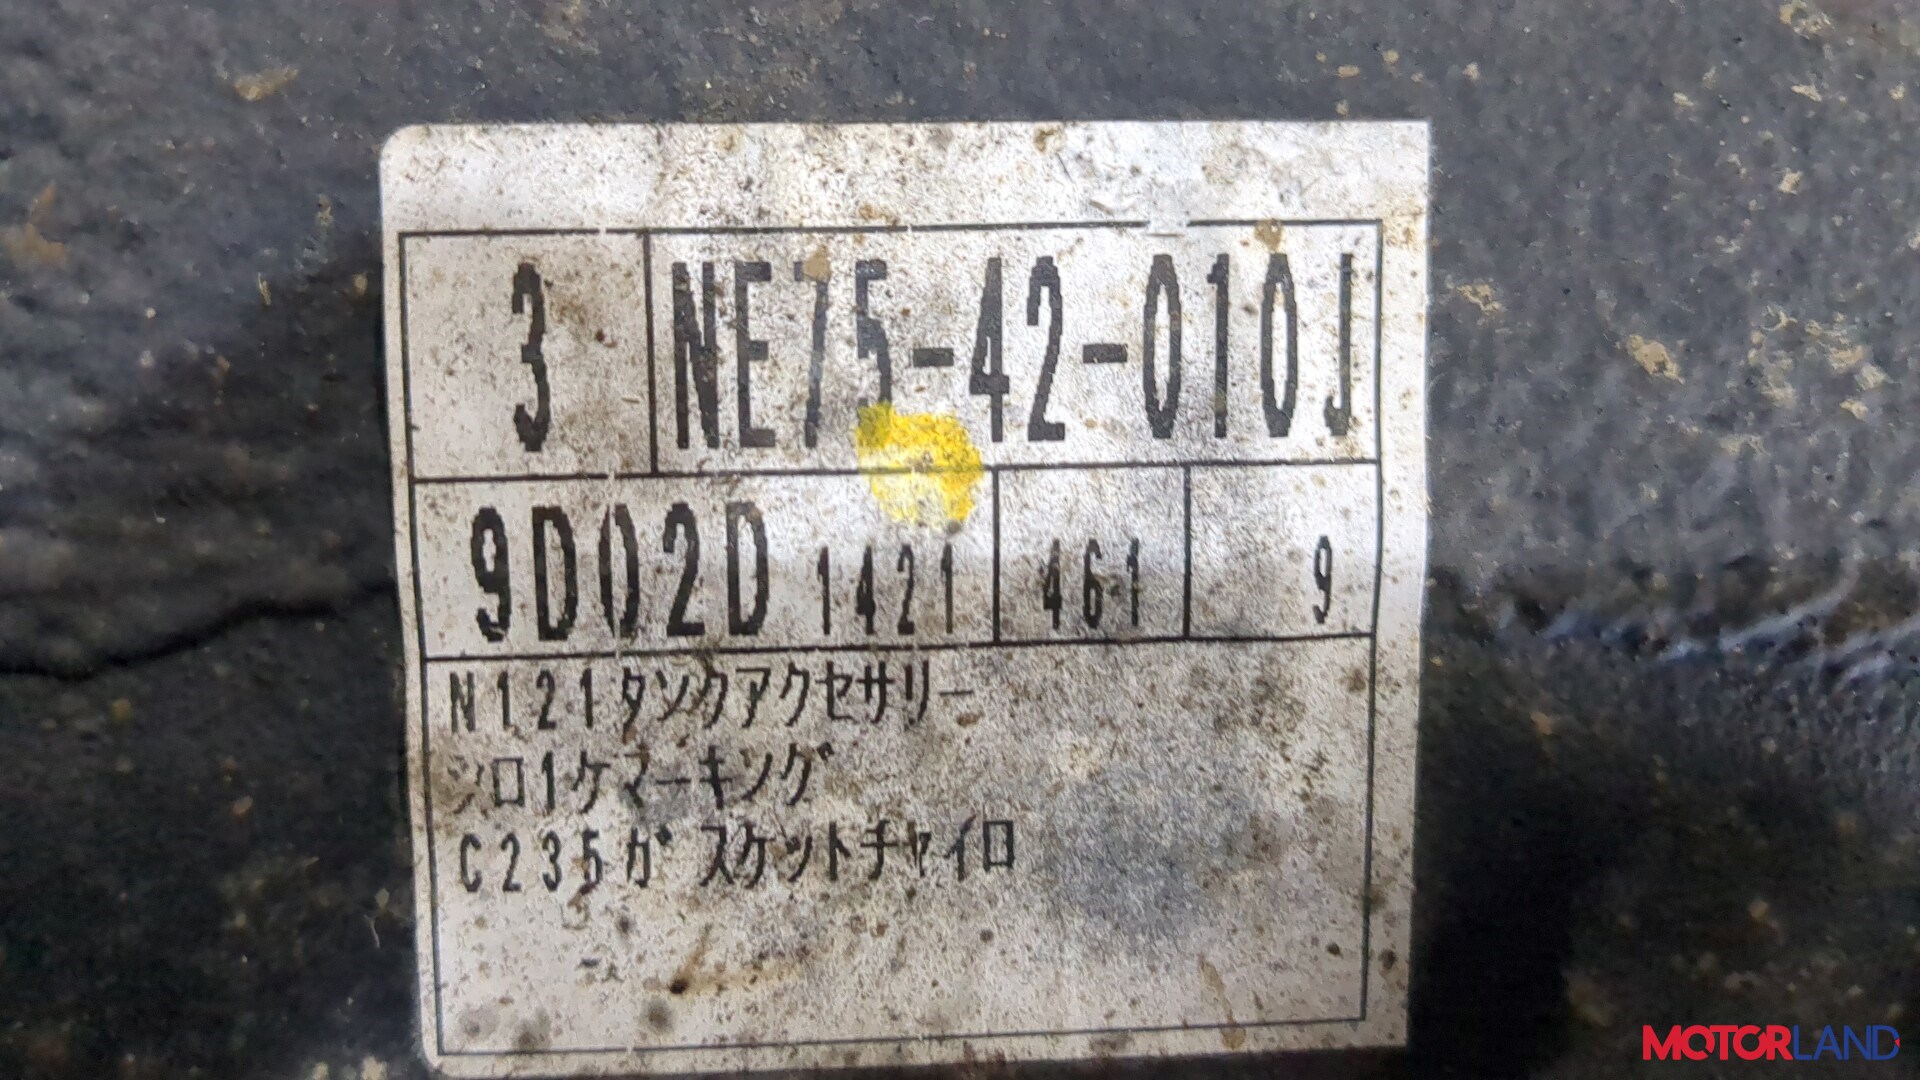 3 NE75-42-010J
9D02D 1421 461 9
N121タンクアクセサリー
シロ1ケマーキング
C235ガスケットチャイロ
MOTORLAND